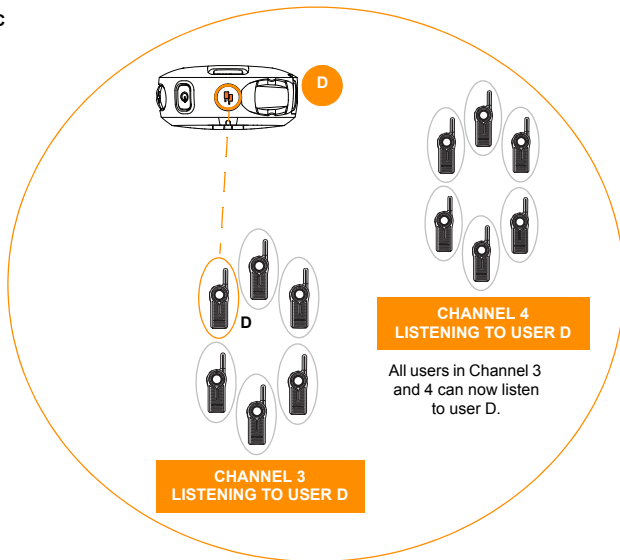 C
D
D
CHANNEL 4
LISTENING TO USER D
All users in Channel 3
and 4 can now listen
to user D.
CHANNEL 3
LISTENING TO USER D